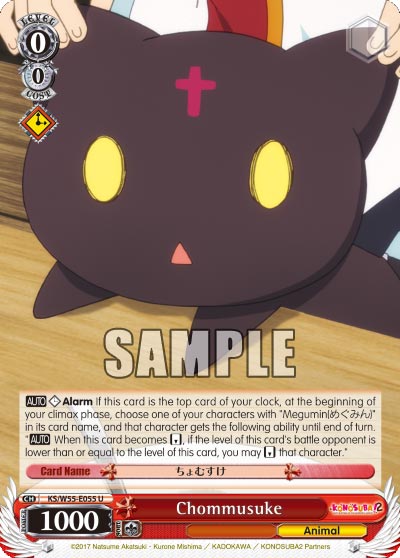 LEVEL
0
0
COST
SAMPLE
AUTO Alarm If this card is the top card of your clock, at the beginning of
your climax phase, choose one of your characters with "Megumin(めぐみん)"
in its card name, and that character gets the following ability until end of turn.
"AUTO When this card becomes , if the level of this card's battle opponent
is lower than or equal to the level of this card, you may that character."
Card Name ちょむすけ
CH KS/W55-E055 U
POWER 1000 SOUL Chommusuke
KONOSUBA 2
Animal
©2017 Natsume Akatsuki・Kurone Mishima / KADOKAWA / KONOSUBA2 Partners